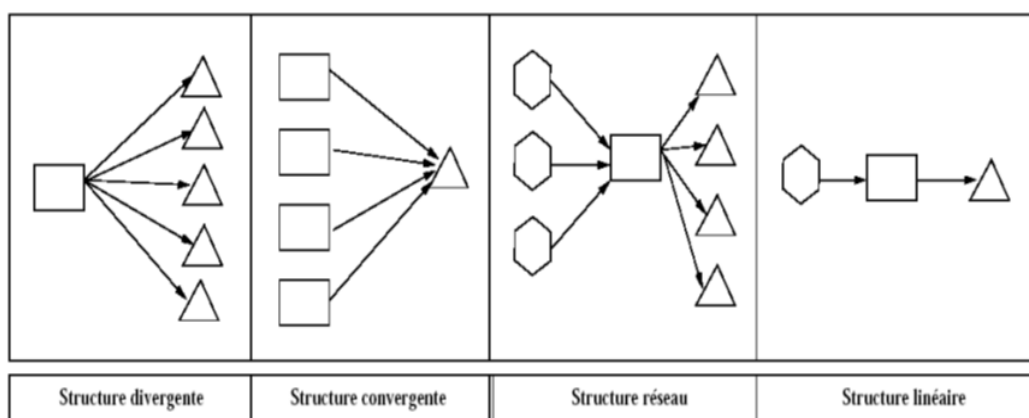 Structure divergente
Structure convergente
Structure réseau
Structure linéaire